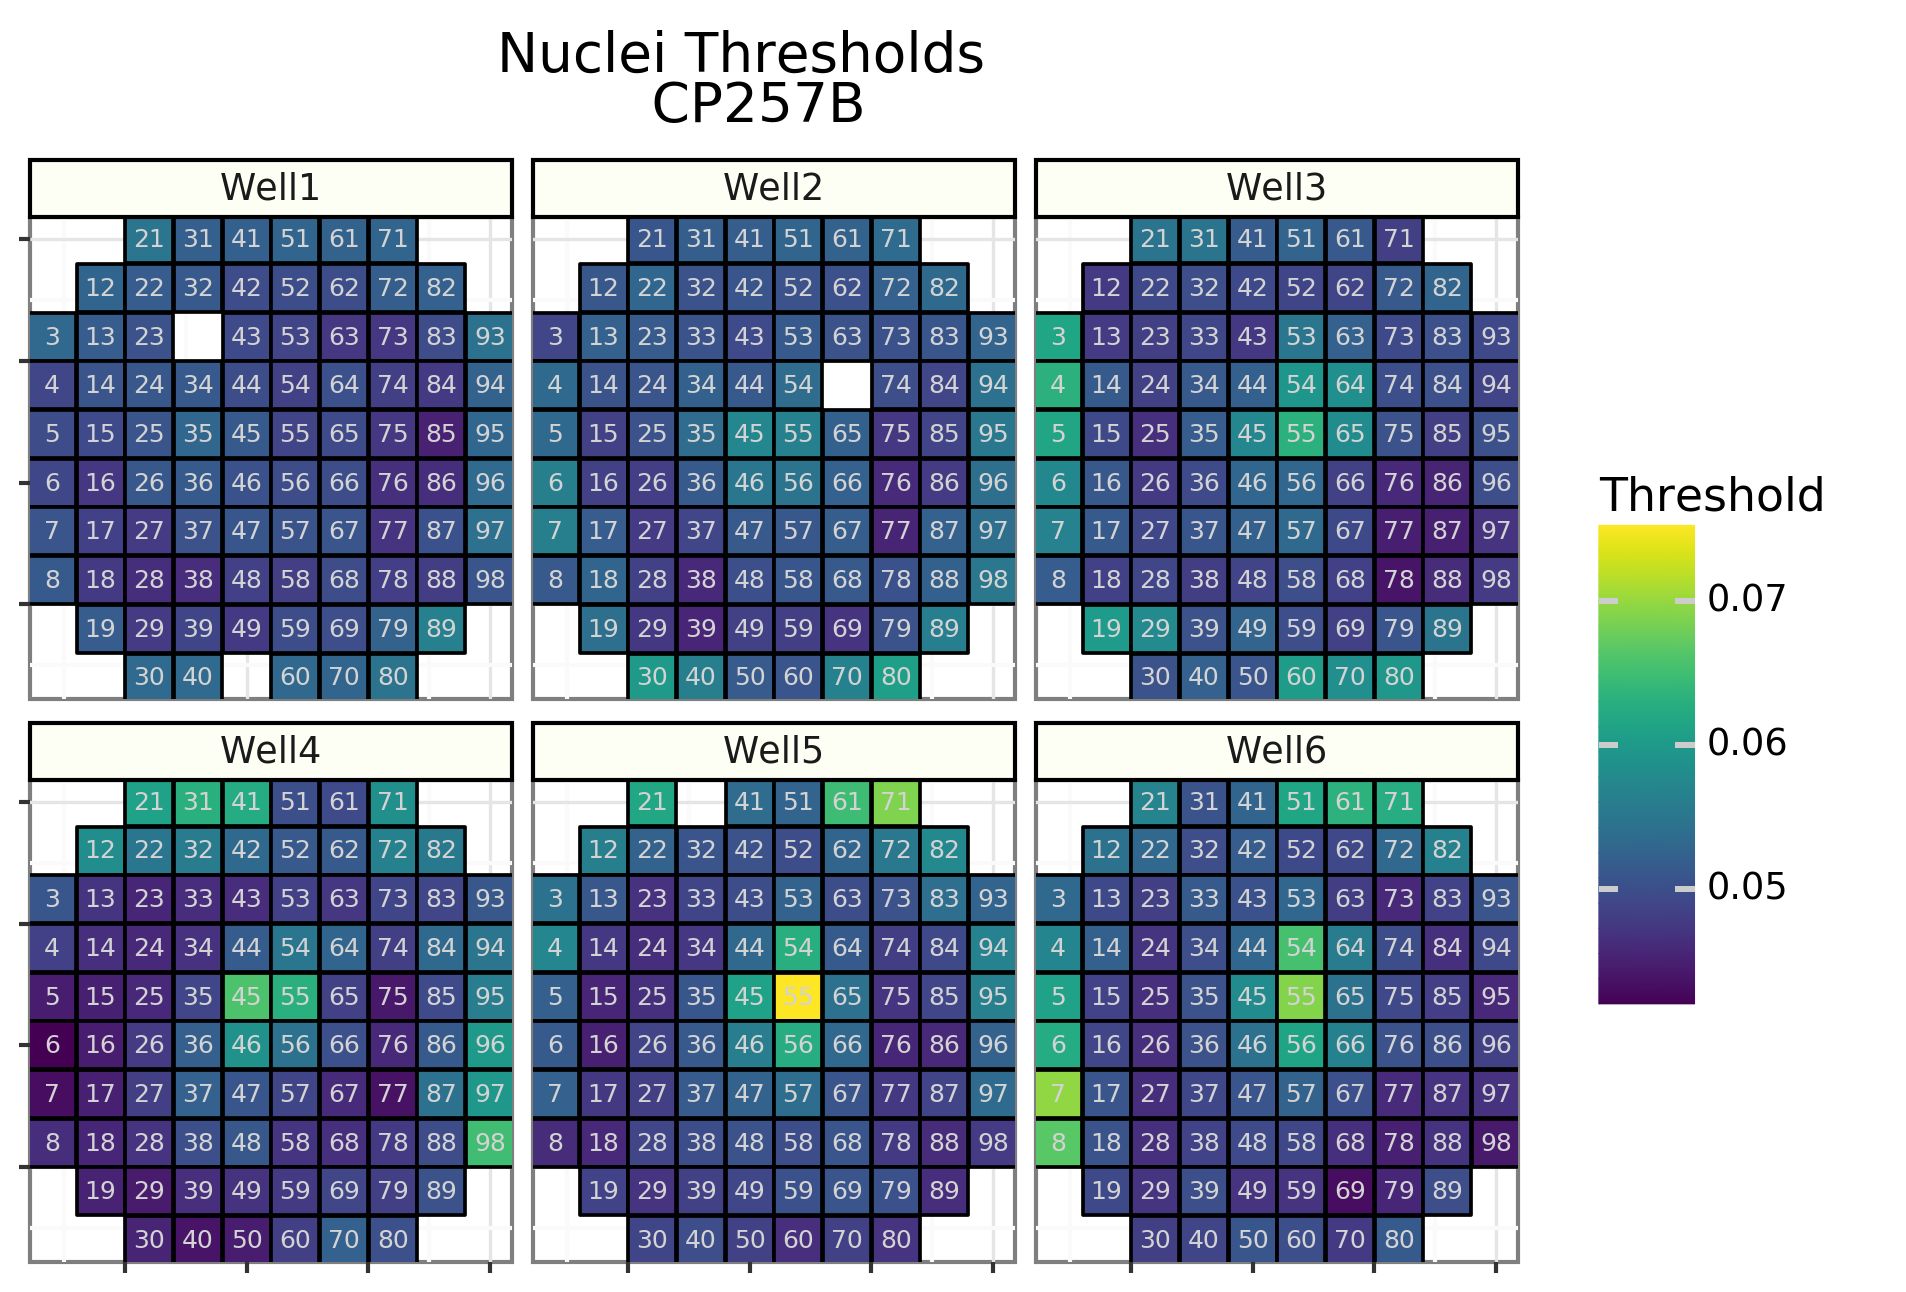 Nuclei Thresholds
CP257B
Well1 Well2 Well3
21 31 41 51 61 71 21 31 41 51 61 71 21 31 41 51 61 71
12 22 32 42 52 62 72 82 12 22 32 42 52 62 72 82 12 22 32 42 52 62 72 82
3 13 23 43 53 63 73 83 93 3 13 23 33 43 53 63 73 83 93 3 13 23 33 43 53 63 73 83 93
4 14 24 34 44 54 64 74 84 94 4 14 24 34 44 54 74 84 94 4 14 24 34 44 54 64 74 84 94
5 15 25 35 45 55 65 75 85 95 5 15 25 35 45 55 65 75 85 95 5 15 25 35 45 55 65 75 85 95
6 16 26 36 46 56 66 76 86 96 6 16 26 36 46 56 66 76 86 96 6 16 26 36 46 56 66 76 86 96
7 17 27 37 47 57 67 77 87 97 7 17 27 37 47 57 67 77 87 97 7 17 27 37 47 57 67 77 87 97
8 18 28 38 48 58 68 78 88 98 8 18 28 38 48 58 68 78 88 98 8 18 28 38 48 58 68 78 88 98
19 29 39 49 59 69 79 89 19 29 39 49 59 69 79 89 19 29 39 49 59 69 79 89
30 40 60 70 80 30 40 50 60 70 80 30 40 50 60 70 80
Well4 Well5 Well6
21 31 41 51 61 71 21 41 51 61 71 21 31 41 51 61 71
12 22 32 42 52 62 72 82 12 22 32 42 52 62 72 82 12 22 32 42 52 62 72 82
3 13 23 33 43 53 63 73 83 93 3 13 23 33 43 53 63 73 83 93 3 13 23 33 43 53 63 73 83 93
4 14 24 34 44 54 64 74 84 94 4 14 24 34 44 54 64 74 84 94 4 14 24 34 44 54 64 74 84 94
5 15 25 35 45 55 65 75 85 95 5 15 25 35 45 55 65 75 85 95 5 15 25 35 45 55 65 75 85 95
6 16 26 36 46 56 66 76 86 96 6 16 26 36 46 56 66 76 86 96 6 16 26 36 46 56 66 76 86 96
7 17 27 37 47 57 67 77 87 97 7 17 27 37 47 57 67 77 87 97 7 17 27 37 47 57 67 77 87 97
8 18 28 38 48 58 68 78 88 98 8 18 28 38 48 58 68 78 88 98 8 18 28 38 48 58 68 78 88 98
19 29 39 49 59 69 79 89 19 29 39 49 59 69 79 89 19 29 39 49 59 69 79 89
30 40 50 60 70 80 30 40 50 60 70 80 30 40 50 60 70 80
Threshold
0.07
0.06
0.05